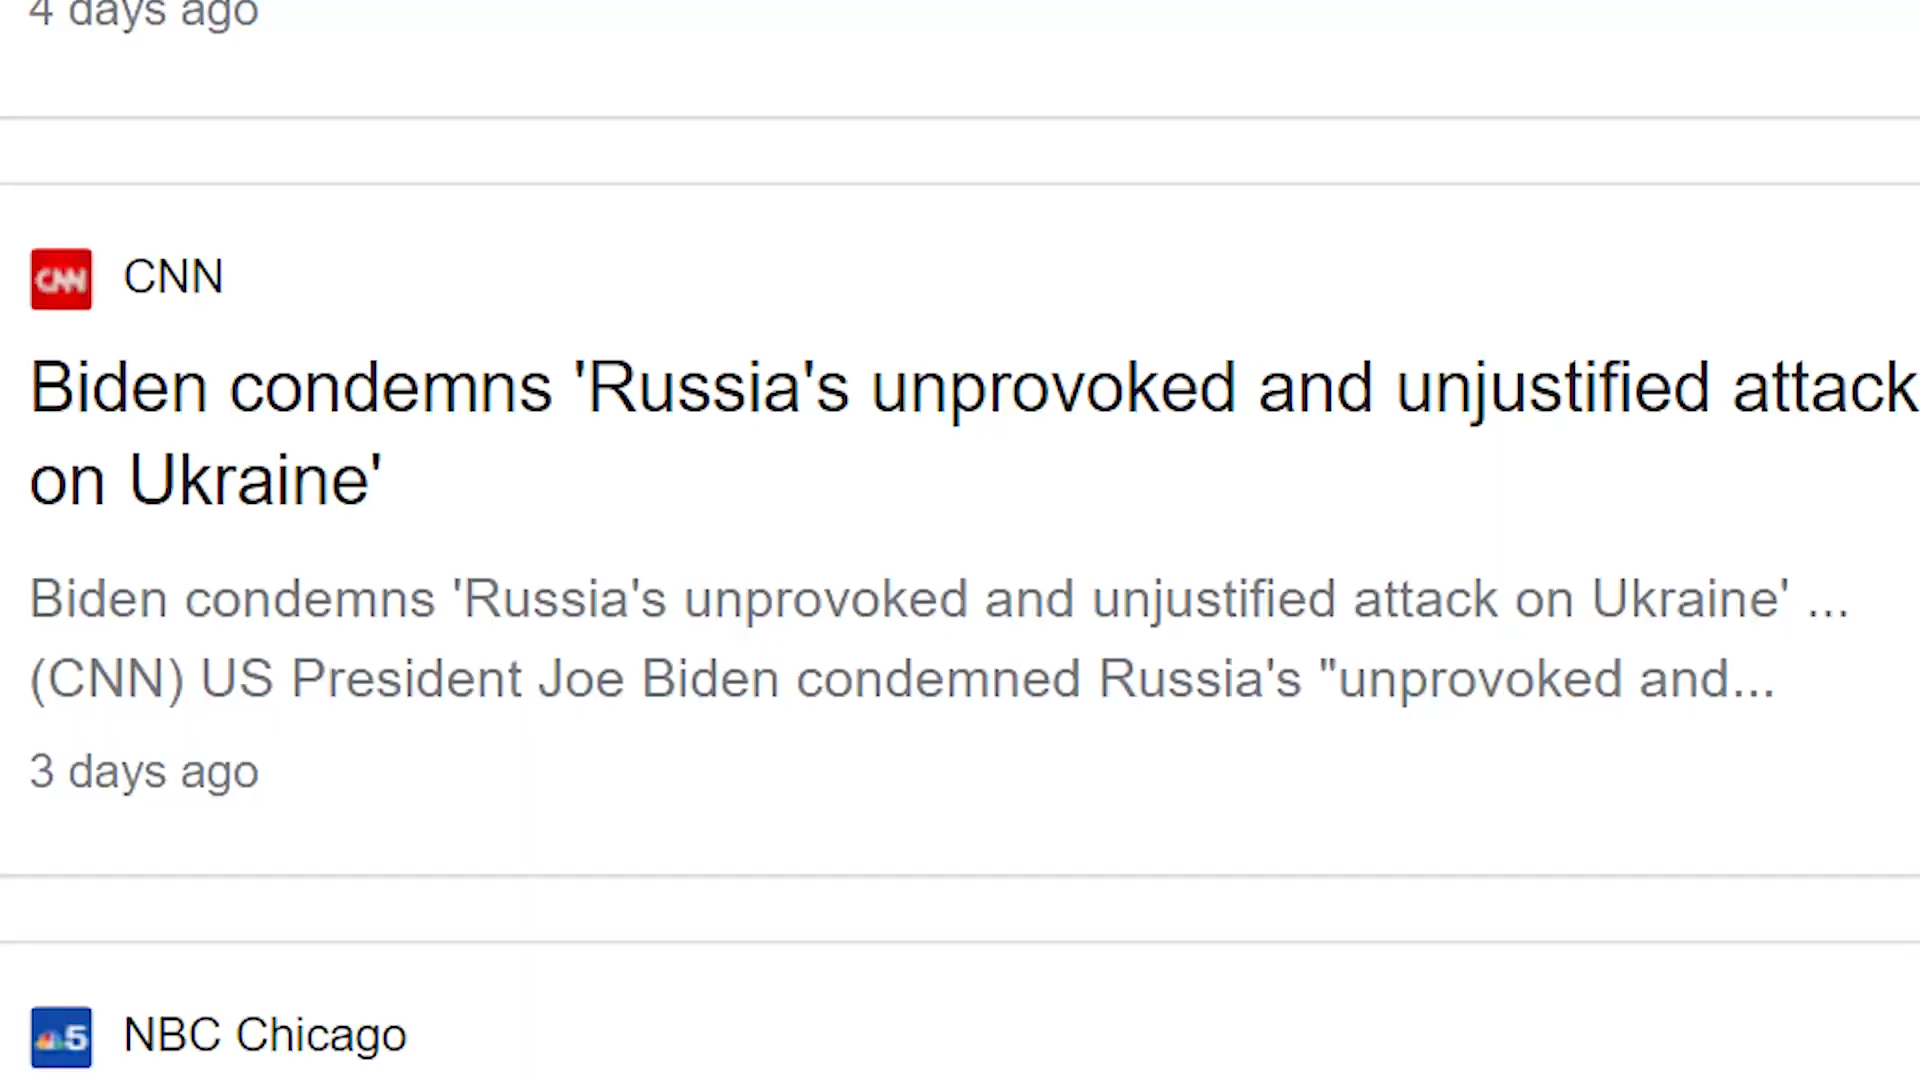 4 days ago
CNN CNN
Biden condemns 'Russia's unprovoked and unjustified attack
on Ukraine'
Biden condemns 'Russia's unprovoked and unjustified attack on Ukraine' ...
(CNN) US President Joe Biden condemned Russia's "unprovoked and...
3 days ago
5 NBC Chicago